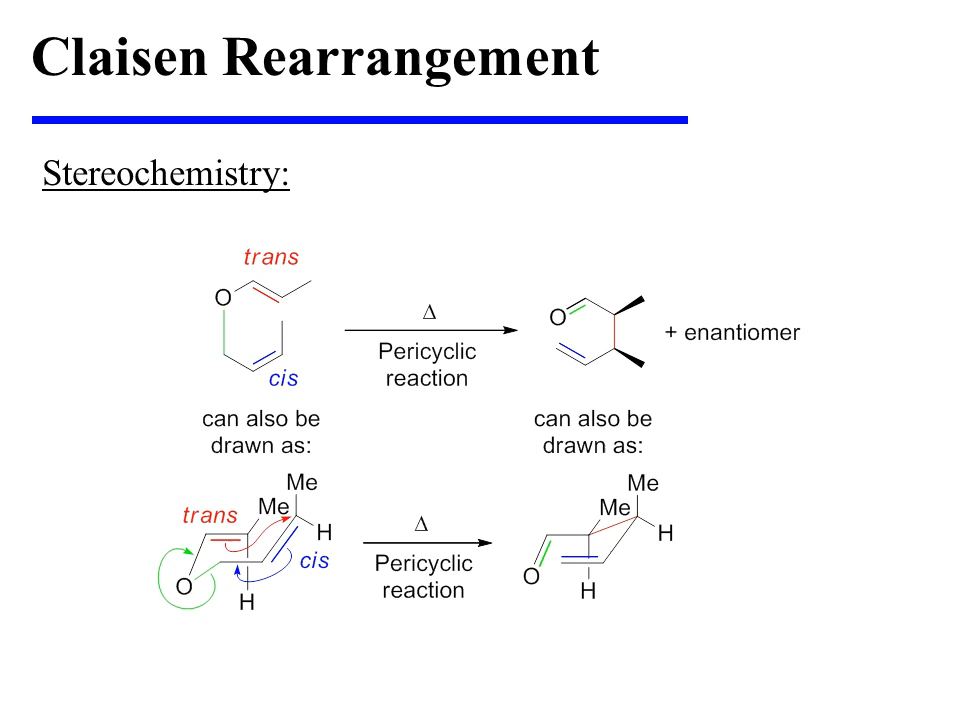 Claisen Rearrangement
Stereochemistry:
trans
O
cis
Δ
Pericyclic
reaction
O
+ enantiomer
can also be
drawn as:
can also be
drawn as:
Me
Me
trans
H
cis
O
H
Δ
Pericyclic
reaction
Me
Me
H
O
H